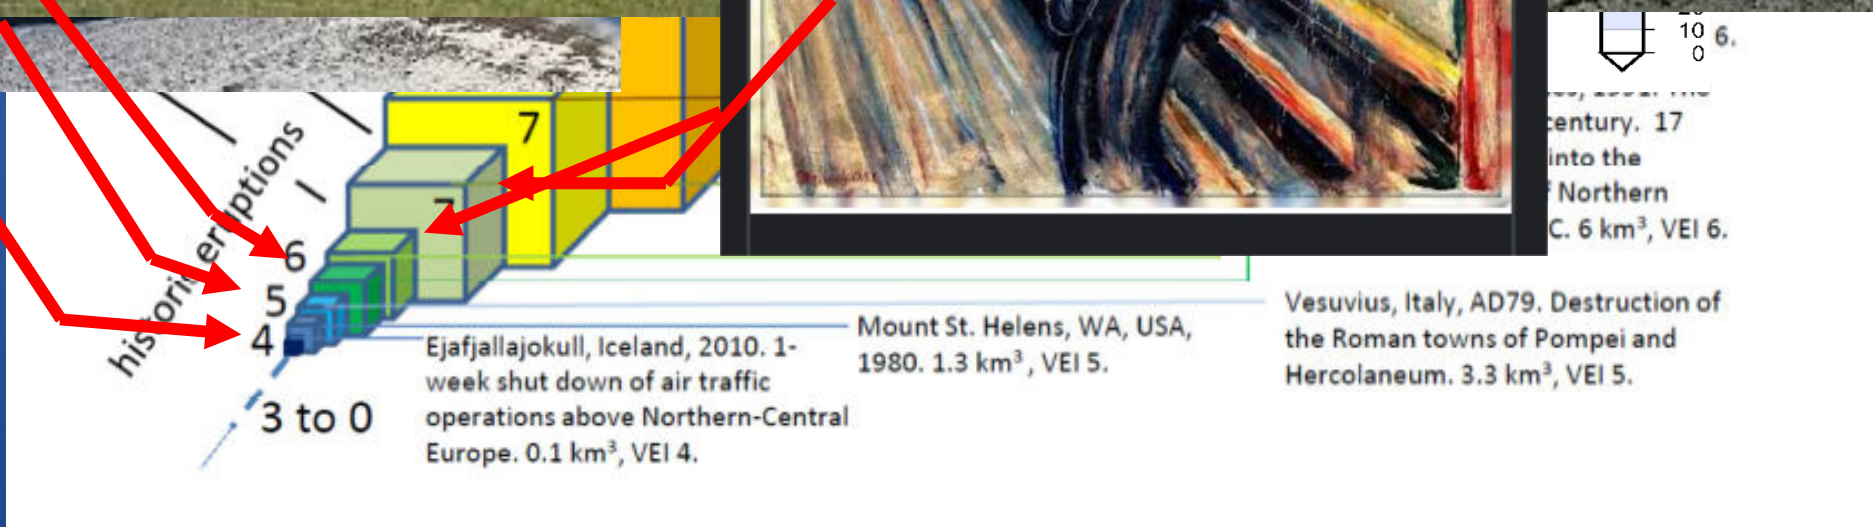 10
0
6.
century. 17
into the
Northern
C. 6 km³, VEI 6.
7
7
historic eruptions
6
5
4
3 to 0
Ejafjallajokull, Iceland, 2010. 1-
week shut down of air traffic
operations above Northern-Central
Europe. 0.1 km³, VEI 4.
Mount St. Helens, WA, USA,
1980. 1.3 km³, VEI 5.
Vesuvius, Italy, AD79. Destruction of
the Roman towns of Pompei and
Hercolaneum. 3.3 km³, VEI 5.